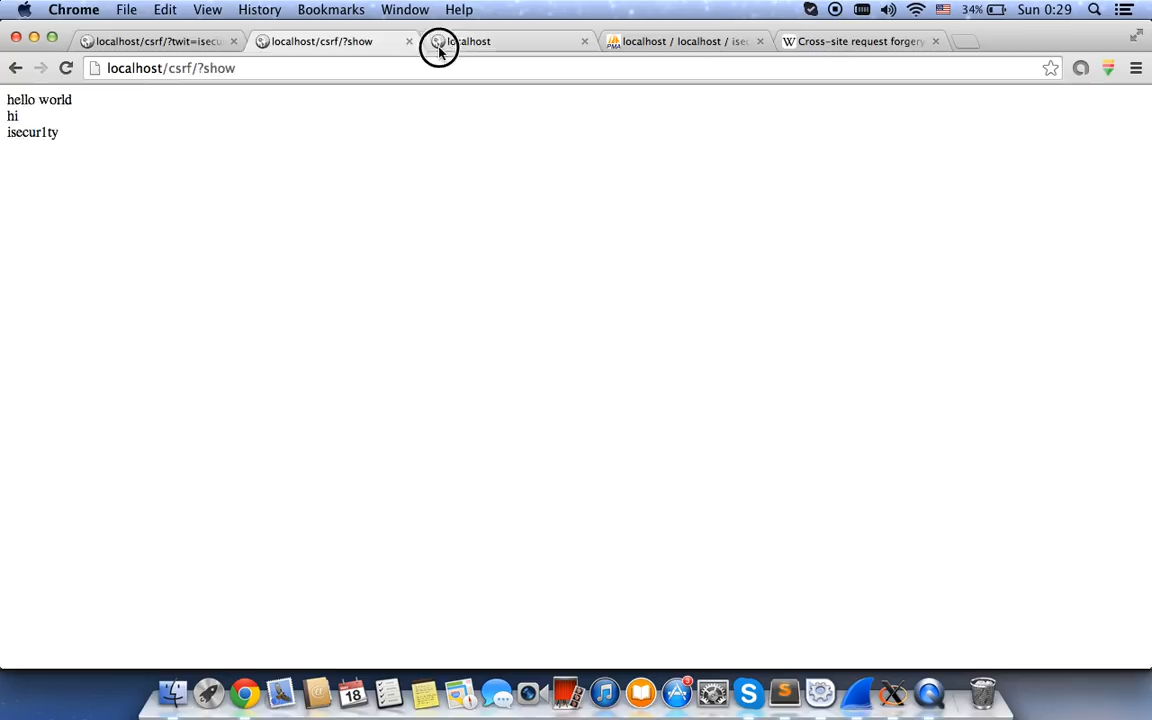 Chrome File Edit View History Bookmarks Window Help 34% Sun 0:29
localhost/csrf/?twit=isecu localhost/csrf/?show localhost localhost / localhost / ise Cross-site request forgery
localhost/csrf/?show
hello world
hi
isecur1ty